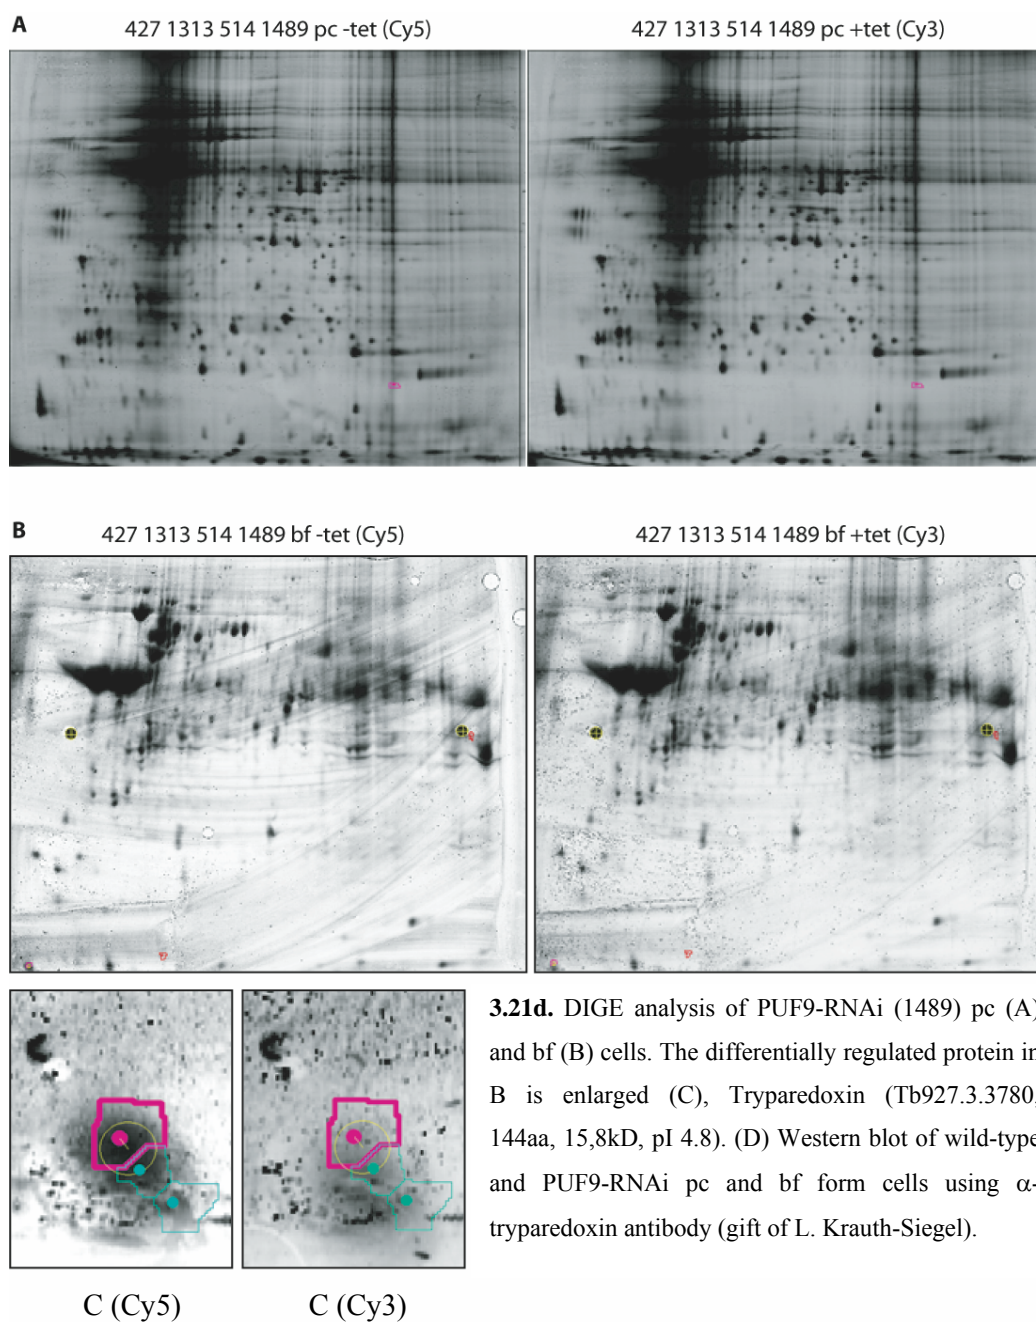 A
427 1313 514 1489 pc -tet (Cy5)
427 1313 514 1489 pc +tet (Cy3)
B
427 1313 514 1489 bf -tet (Cy5)
427 1313 514 1489 bf +tet (Cy3)
3.21d. DIGE analysis of PUF9-RNAi (1489) pc (A)
and bf (B) cells. The differentially regulated protein in
B is enlarged (C), Tryparedoxin (Tb927.3.3780,
144aa, 15,8kD, pI 4.8). (D) Western blot of wild-type
and PUF9-RNAi pc and bf form cells using α-
tryparedoxin antibody (gift of L. Krauth-Siegel).
C (Cy5)
C (Cy3)